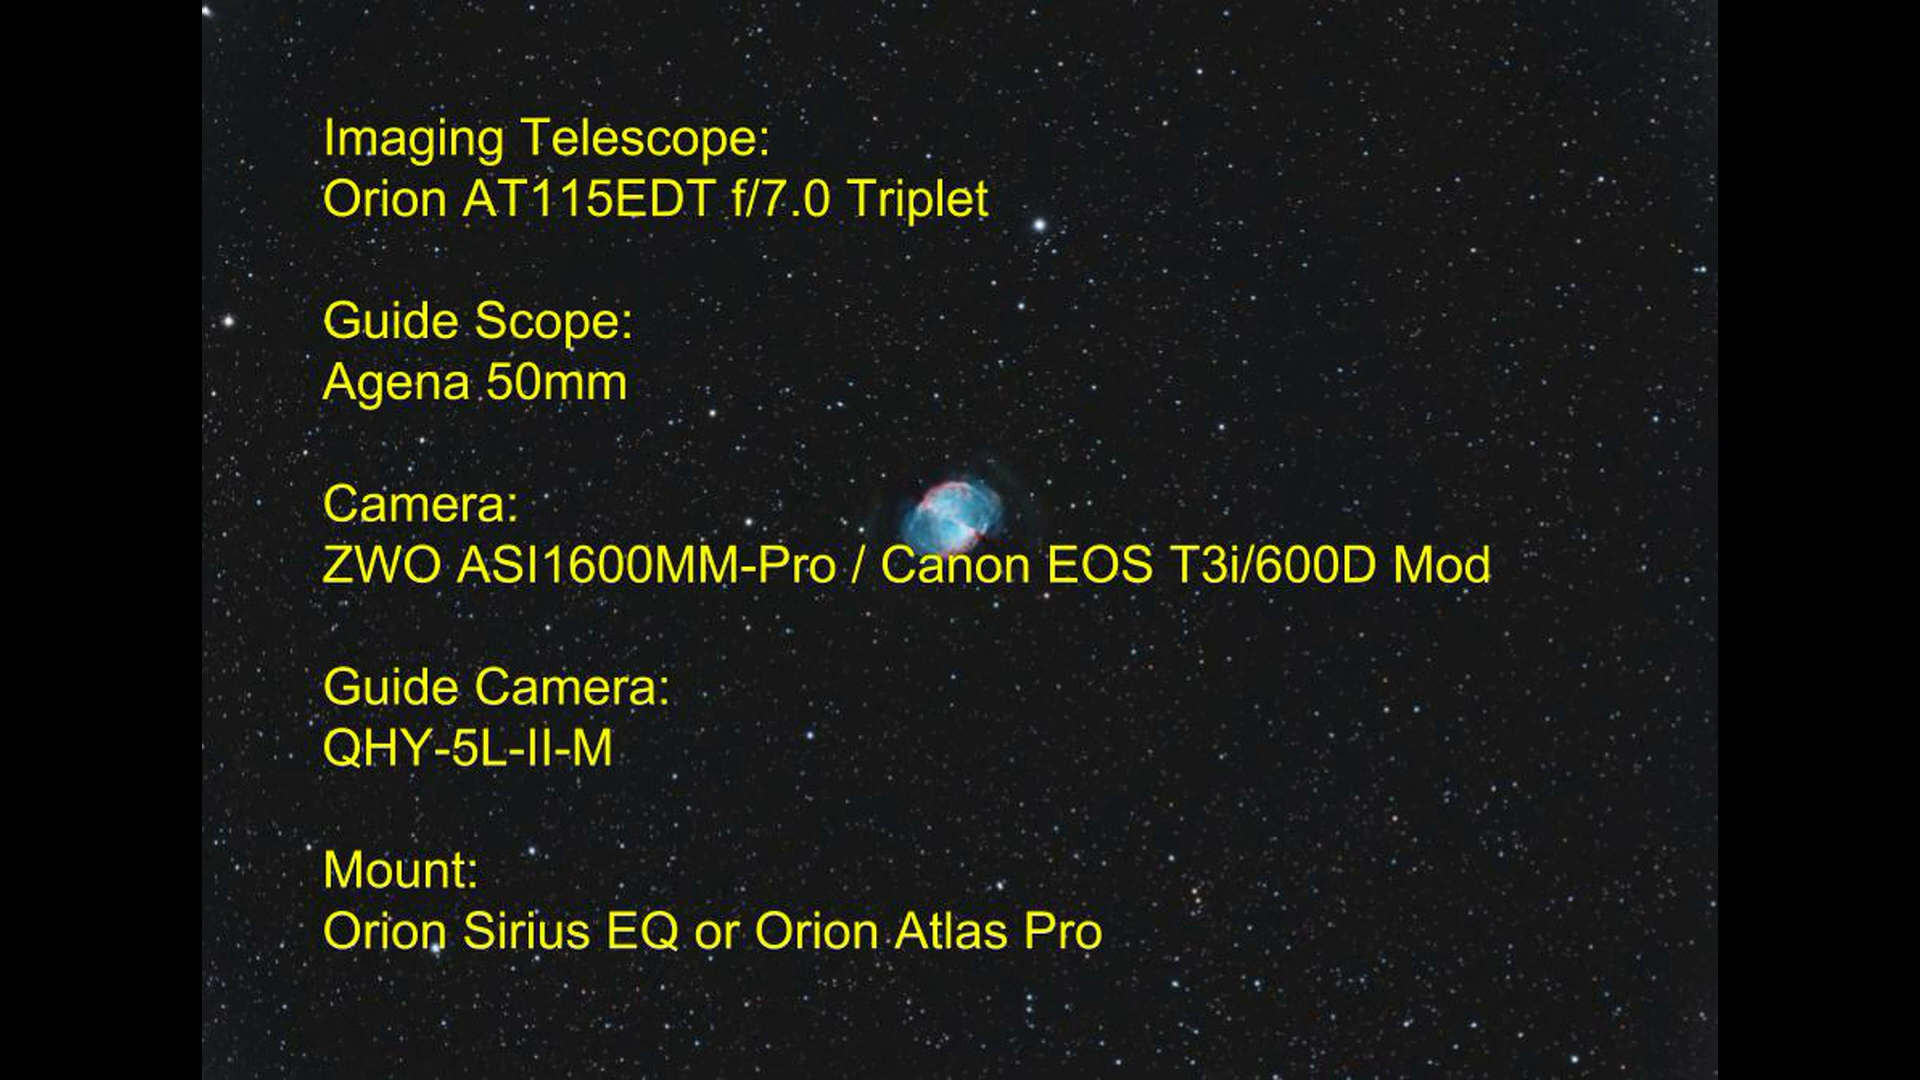 Imaging Telescope:
Orion AT115EDT f/7.0 Triplet
Guide Scope:
Agena 50mm
Camera:
ZWO ASI1600MM-Pro / Canon EOS T3i/600D Mod
Guide Camera:
QHY-5L-II-M
Mount:
Orion Sirius EQ or Orion Atlas Pro